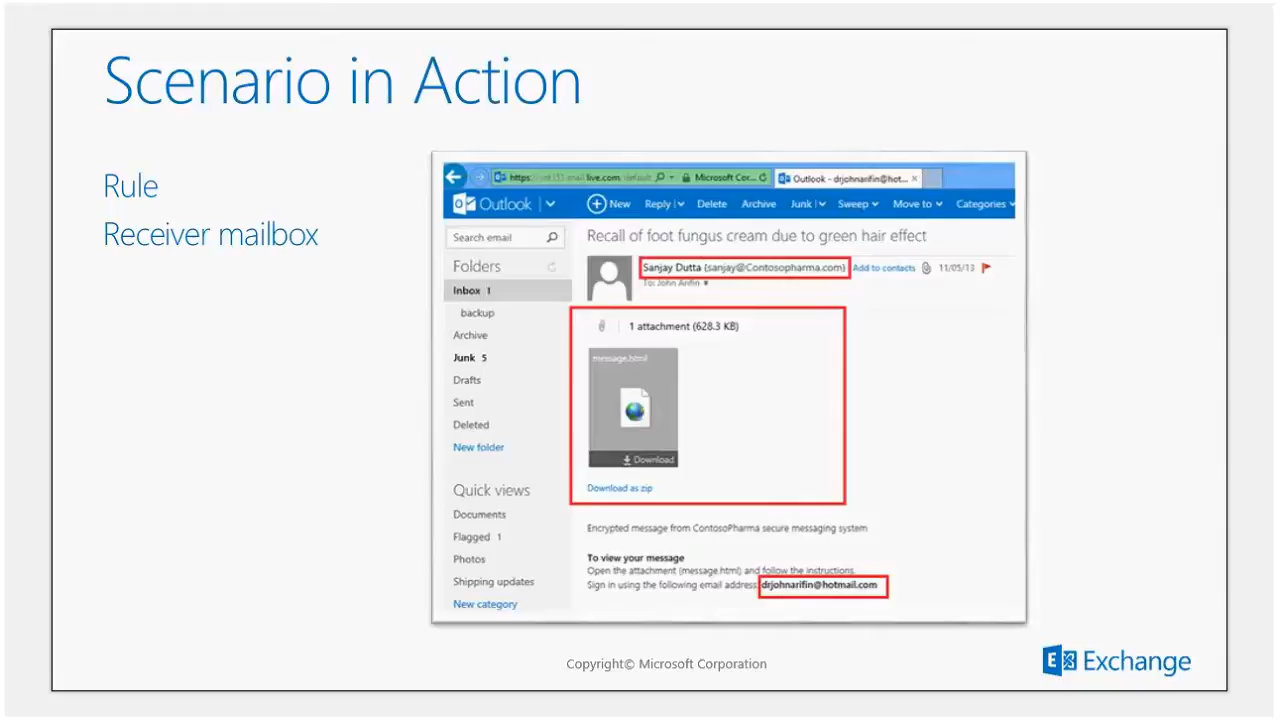 Scenario in Action
Rule
Receiver mailbox
Microsoft Cor...
Outlook - drjohnarifin@hot...
Outlook
New Reply Delete Archive Junk Sweep Move to Categories
Search email
Recall of foot fungus cream due to green hair effect
Folders
Sanjay Dutta (sanjay@Contosopharma.com) Add to contacts 11/05/13
To: John Arifin
Inbox 1
backup
1 attachment (628.3 KB)
Archive
message.html
Junk 5
Drafts
Sent
Deleted
New folder
Download
Download as zip
Quick views
Documents
Flagged 1
Photos
Shipping updates
New category
Encrypted message from ContosoPharma secure messaging system
To view your message
Open the attachment (message.html) and follow the instructions.
Sign in using the following email address: drjohnarifin@hotmail.com
Copyright© Microsoft Corporation
Exchange